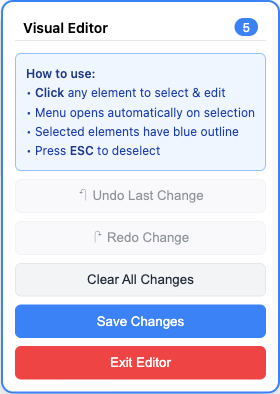 Visual Editor
5
How to use:
• Click any element to select & edit
• Menu opens automatically on selection
• Selected elements have blue outline
• Press ESC to deselect
Undo Last Change
Redo Change
Clear All Changes
Save Changes
Exit Editor